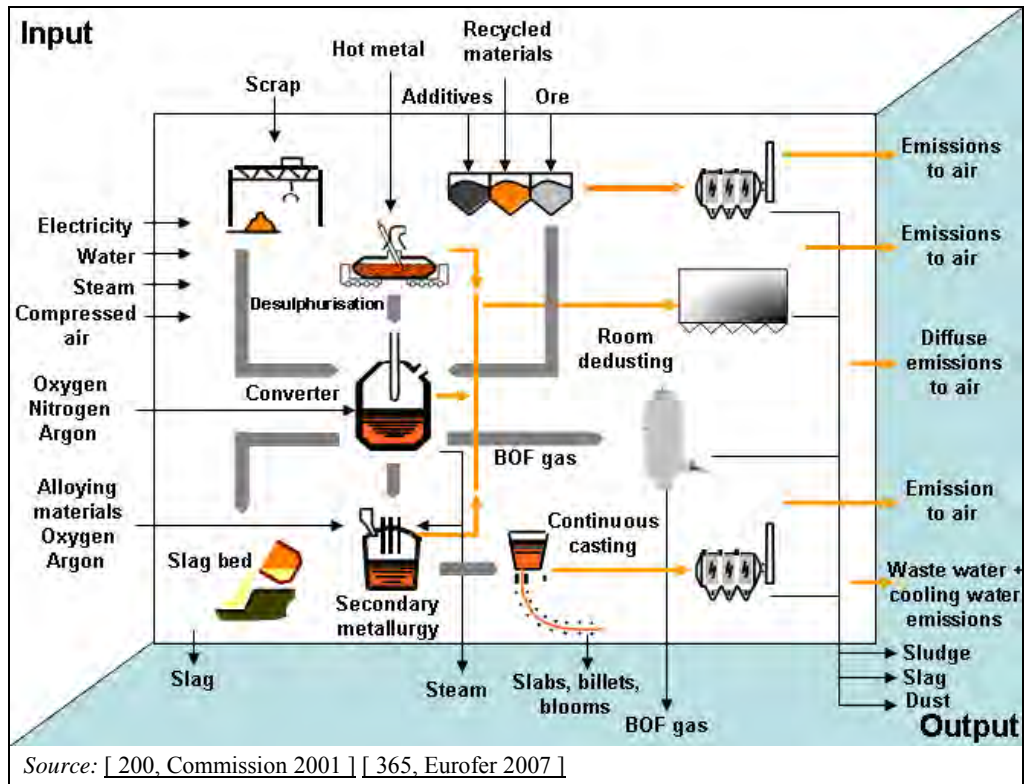 Input
Hot metal
Recycled
materials
Scrap
Additives
Ore
Electricity
Water
Steam
Compressed
air
Desulphurisation
Oxygen
Nitrogen
Argon
Converter
Room
dedusting
BOF gas
Alloying
materials
Oxygen
Argon
Slag bed
Secondary
metallurgy
Continuous
casting
Emissions
to air
Emissions
to air
Diffuse
emissions
to air
Emission
to air
Waste water +
cooling water
emissions
Sludge
Slag
Dust
Slag
Steam
Slabs, billets,
blooms
BOF gas
Output
Source: [ 200, Commission 2001 ] [ 365, Eurofer 2007 ]